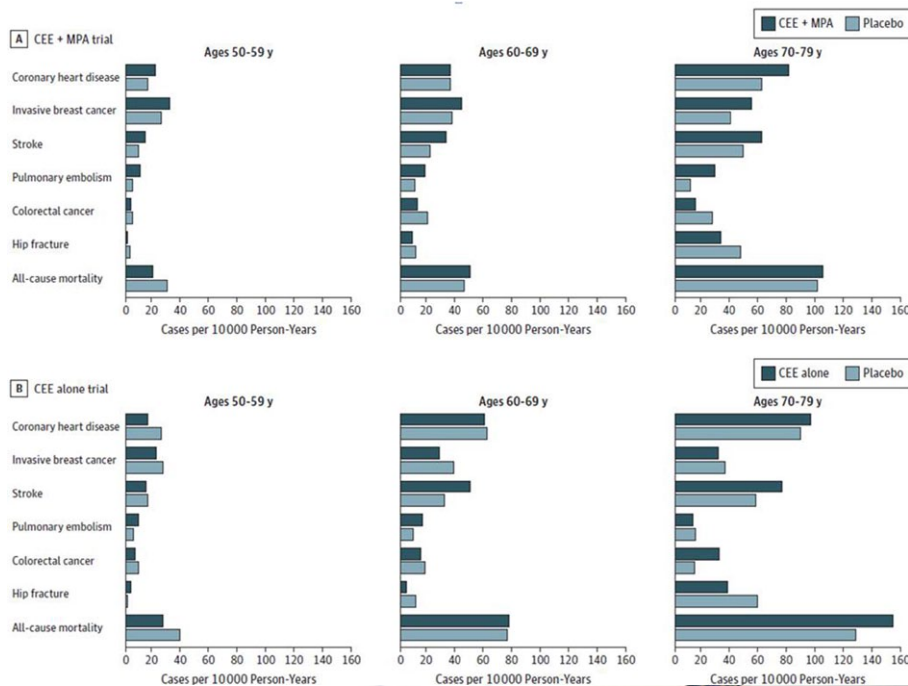 A CEE + MPA trial
CEE + MPA Placebo
Ages 50-59 y Ages 60-69 y Ages 70-79 y
Coronary heart disease
Invasive breast cancer
Stroke
Pulmonary embolism
Colorectal cancer
Hip fracture
All-cause mortality
0 20 40 60 80 100 120 160 0 20 40 60 80 100 120 160 0 20 40 60 80 100 120 140 160
Cases per 10 000 Person-Years Cases per 10 000 Person-Years Cases per 10 000 Person-Years
B CEE alone trial
CEE alone Placebo
Ages 50-59 y Ages 60-69 y Ages 70-79 y
Coronary heart disease
Invasive breast cancer
Stroke
Pulmonary embolism
Colorectal cancer
Hip fracture
All-cause mortality
0 20 40 60 80 100 120 160 0 20 40 60 80 100 120 160 0 20 40 60 80 100 120 140 160
Cases per 10 000 Person-Years Cases per 10 000 Person-Years Cases per 10 000 Person-Years